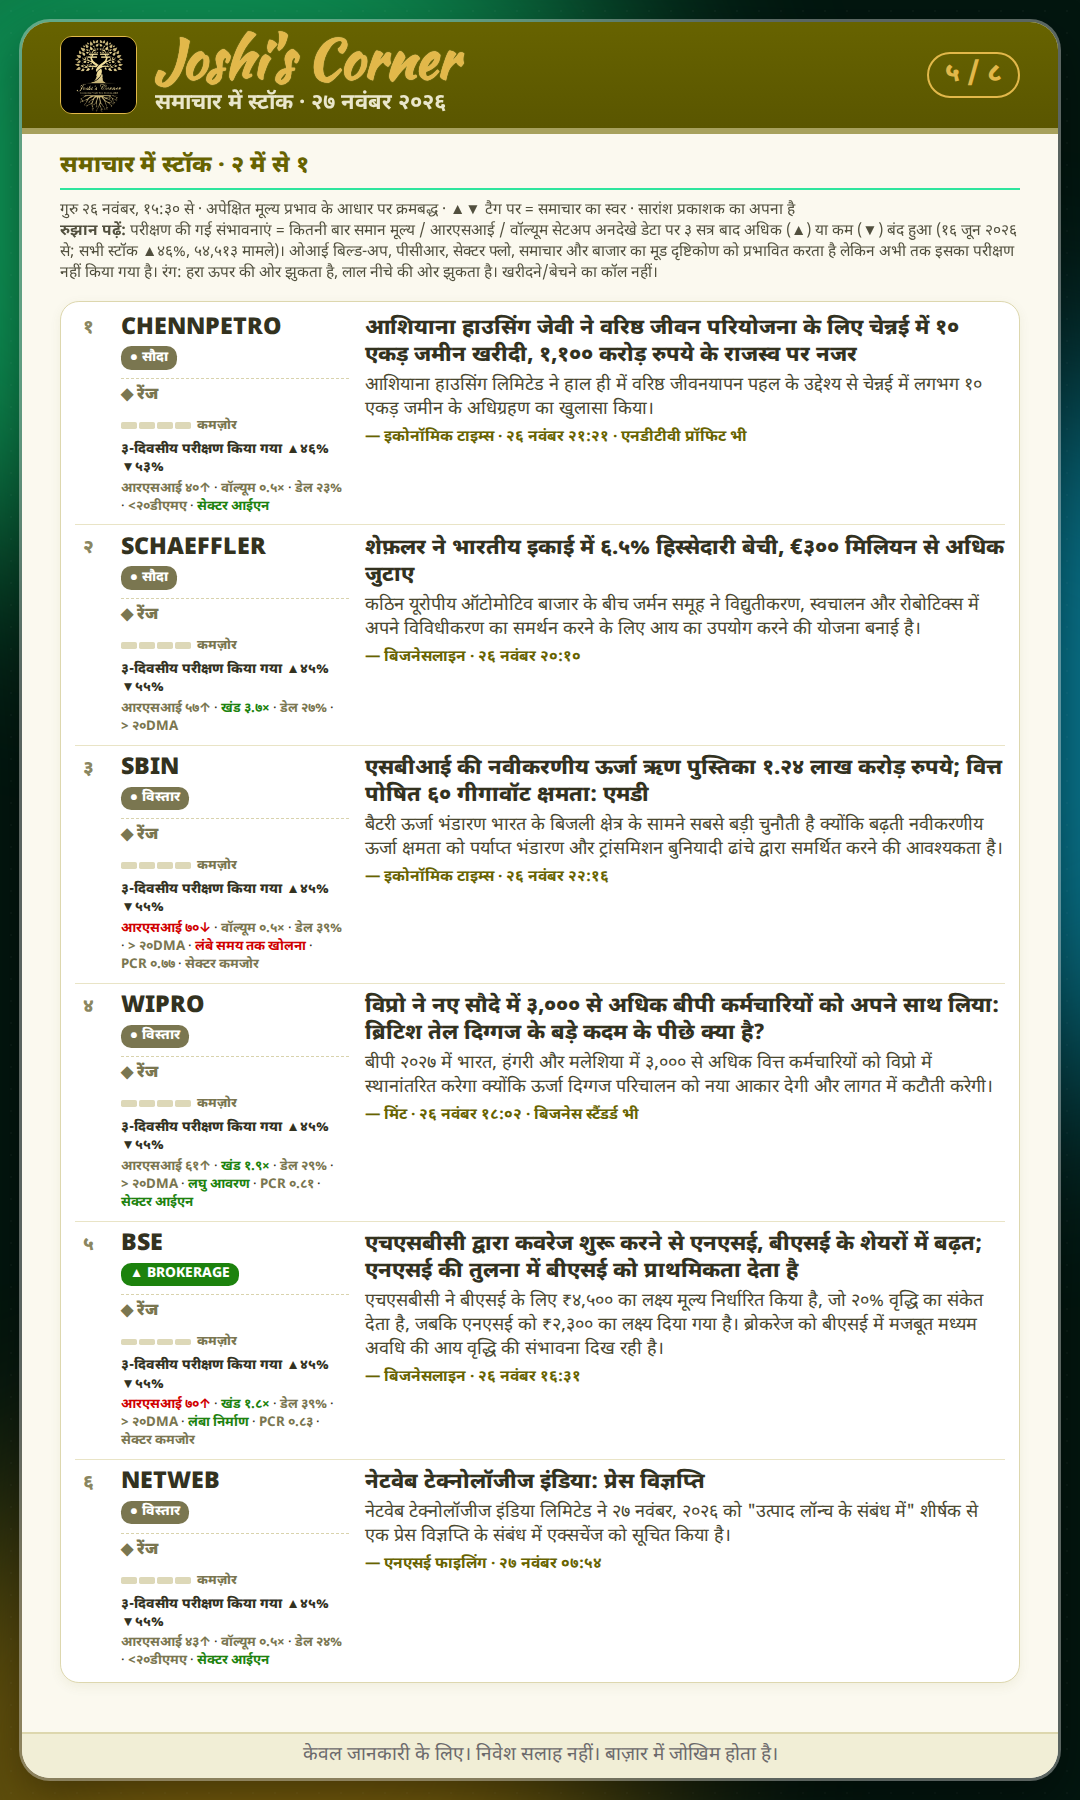 Joshi's Corner
Joshi's Corner
समाचार में स्टॉक · २७ नवंबर २०२६
५ / ८
समाचार में स्टॉक · २ में से १
गुरु २६ नवंबर, १५:३० से · अपेक्षित मूल्य प्रभाव के आधार पर क्रमबद्ध · ▲▼ टैग पर = समाचार का स्वर · सारांश प्रकाशक का अपना है
रुझान पढ़ें: परीक्षण की गई संभावनाएं = कितनी बार समान मूल्य / आरएसआई / वॉल्यूम सेटअप अनदेखे डेटा पर ३ सत्र बाद अधिक (▲) या कम (▼) बंद हुआ (१६ जून २०२६
से; सभी स्टॉक ▲४६%, ५४,५१३ मामले)। ओआई बिल्ड-अप, पीसीआर, सेक्टर फ्लो, समाचार और बाजार का मूड दृष्टिकोण को प्रभावित करता है लेकिन अभी तक इसका परीक्षण
नहीं किया गया है। रंग: हरा ऊपर की ओर झुकता है, लाल नीचे की ओर झुकता है। खरीदने/बेचने का कॉल नहीं।
१
CHENNPETRO
● सौदा
◆ रेंज
कमज़ोर
३-दिवसीय परीक्षण किया गया ▲४६%
▼५३%
आरएसआई ४०↑ · वॉल्यूम ०.५× · डेल २३%
· <२०डीएमए · सेक्टर आईएन
आशियाना हाउसिंग जेवी ने वरिष्ठ जीवन परियोजना के लिए चेन्नई में १०
एकड़ जमीन खरीदी, १,१०० करोड़ रुपये के राजस्व पर नजर
आशियाना हाउसिंग लिमिटेड ने हाल ही में वरिष्ठ जीवनयापन पहल के उद्देश्य से चेन्नई में लगभग १०
एकड़ जमीन के अधिग्रहण का खुलासा किया।
— इकोनॉमिक टाइम्स · २६ नवंबर २१:२१ · एनडीटीवी प्रॉफिट भी
२
SCHAEFFLER
● सौदा
◆ रेंज
कमज़ोर
३-दिवसीय परीक्षण किया गया ▲४५%
▼५५%
आरएसआई ५७↑ · खंड ३.७× · डेल २७% ·
> २०DMA
शेफ़लर ने भारतीय इकाई में ६.५% हिस्सेदारी बेची, €३०० मिलियन से अधिक
जुटाए
कठिन यूरोपीय ऑटोमोटिव बाजार के बीच जर्मन समूह ने विद्युतीकरण, स्वचालन और रोबोटिक्स में
अपने विविधीकरण का समर्थन करने के लिए आय का उपयोग करने की योजना बनाई है।
— बिजनेसलाइन · २६ नवंबर २०:१०
३
SBIN
● विस्तार
◆ रेंज
कमज़ोर
३-दिवसीय परीक्षण किया गया ▲४५%
▼५५%
आरएसआई ७०↓ · वॉल्यूम ०.५× · डेल ३९%
· > २०DMA · लंबे समय तक खोलना ·
PCR ०.७७ · सेक्टर कमजोर
एसबीआई की नवीकरणीय ऊर्जा ऋण पुस्तिका १.२४ लाख करोड़ रुपये; वित्त
पोषित ६० गीगावॉट क्षमता: एमडी
बैटरी ऊर्जा भंडारण भारत के बिजली क्षेत्र के सामने सबसे बड़ी चुनौती है क्योंकि बढ़ती नवीकरणीय
ऊर्जा क्षमता को पर्याप्त भंडारण और ट्रांसमिशन बुनियादी ढांचे द्वारा समर्थित करने की आवश्यकता है।
— इकोनॉमिक टाइम्स · २६ नवंबर २२:१६
४
WIPRO
● विस्तार
◆ रेंज
कमज़ोर
३-दिवसीय परीक्षण किया गया ▲४५%
▼५५%
आरएसआई ६१↑ · खंड १.९× · डेल २९% ·
> २०DMA · लघु आवरण · PCR ०.८१ ·
सेक्टर आईएन
विप्रो ने नए सौदे में ३,००० से अधिक बीपी कर्मचारियों को अपने साथ लिया:
ब्रिटिश तेल दिग्गज के बड़े कदम के पीछे क्या है?
बीपी २०२७ में भारत, हंगरी और मलेशिया में ३,००० से अधिक वित्त कर्मचारियों को विप्रो में
स्थानांतरित करेगा क्योंकि ऊर्जा दिग्गज परिचालन को नया आकार देगी और लागत में कटौती करेगी।
— मिंट · २६ नवंबर १८:०२ · बिजनेस स्टैंडर्ड भी
५
BSE
▲ BROKERAGE
◆ रेंज
कमज़ोर
३-दिवसीय परीक्षण किया गया ▲४५%
▼५५%
आरएसआई ७०↑ · खंड १.८× · डेल ३९% ·
> २०DMA · लंबा निर्माण · PCR ०.८३ ·
सेक्टर कमजोर
एचएसबीसी द्वारा कवरेज शुरू करने से एनएसई, बीएसई के शेयरों में बढ़त;
एनएसई की तुलना में बीएसई को प्राथमिकता देता है
एचएसबीसी ने बीएसई के लिए ₹४,५०० का लक्ष्य मूल्य निर्धारित किया है, जो २०% वृद्धि का संकेत
देता है, जबकि एनएसई को ₹२,३०० का लक्ष्य दिया गया है। ब्रोकरेज को बीएसई में मजबूत मध्यम
अवधि की आय वृद्धि की संभावना दिख रही है।
— बिजनेसलाइन · २६ नवंबर १६:३१
६
NETWEB
● विस्तार
◆ रेंज
कमज़ोर
३-दिवसीय परीक्षण किया गया ▲४५%
▼५५%
आरएसआई ४३↑ · वॉल्यूम ०.५× · डेल २४%
· <२०डीएमए · सेक्टर आईएन
नेटवेब टेक्नोलॉजीज इंडिया: प्रेस विज्ञप्ति
नेटवेब टेक्नोलॉजीज इंडिया लिमिटेड ने २७ नवंबर, २०२६ को "उत्पाद लॉन्च के संबंध में" शीर्षक से
एक प्रेस विज्ञप्ति के संबंध में एक्सचेंज को सूचित किया है।
— एनएसई फाइलिंग · २७ नवंबर ०७:५४
केवल जानकारी के लिए। निवेश सलाह नहीं। बाज़ार में जोखिम होता है।